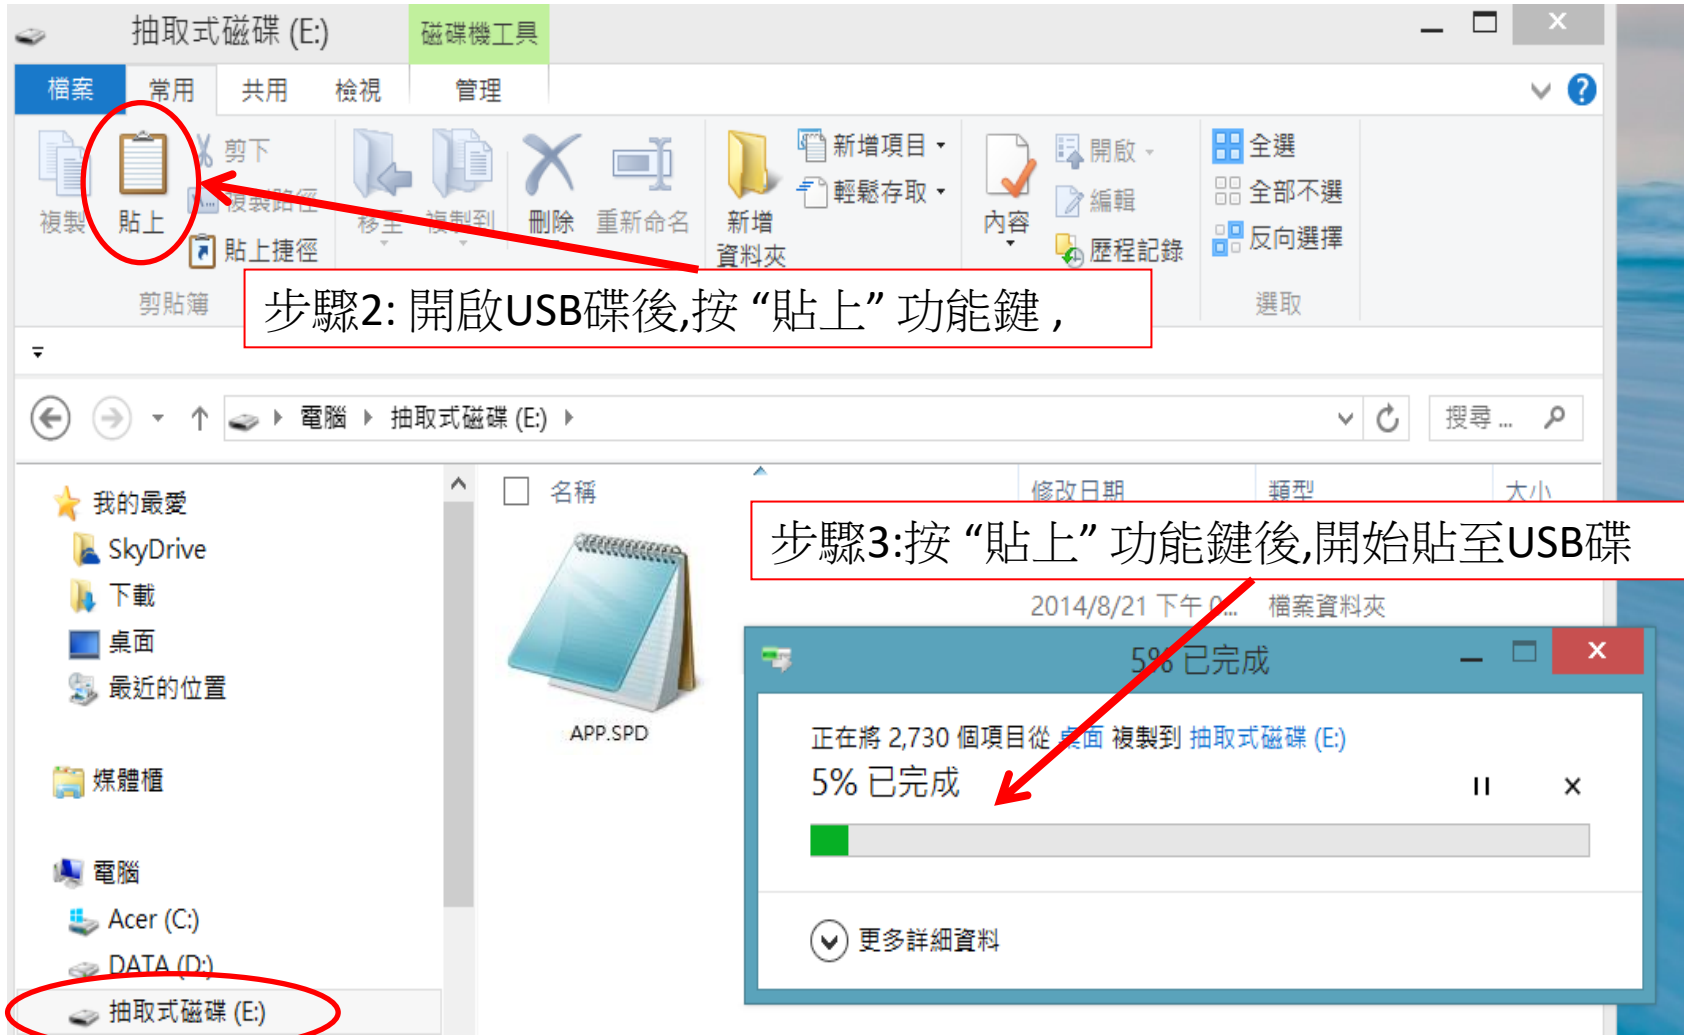 抽取式磁碟 (E:)
磁碟機工具
檔案
常用
共用
檢視
管理
複製
貼上
剪下
複製路徑
貼上捷徑
剪貼簿
移至
複製到
刪除
重新命名
新增
資料夾
新增項目
輕鬆存取
內容
開啟
編輯
歷程記錄
全選
全部不選
反向選擇
選取
步驟2: 開啟USB碟後,按 “貼上” 功能鍵 ,
電腦
抽取式磁碟 (E:)
搜尋 ...
我的最愛
SkyDrive
下載
桌面
最近的位置
媒體櫃
電腦
Acer (C:)
DATA (D:)
抽取式磁碟 (E:)
名稱
修改日期
類型
大小
APP.SPD
步驟3:按 “貼上” 功能鍵後,開始貼至USB碟
2014/8/21 下午 0...
檔案資料夾
5% 已完成
正在將 2,730 個項目從 桌面 複製到 抽取式磁碟 (E:)
5% 已完成
更多詳細資料